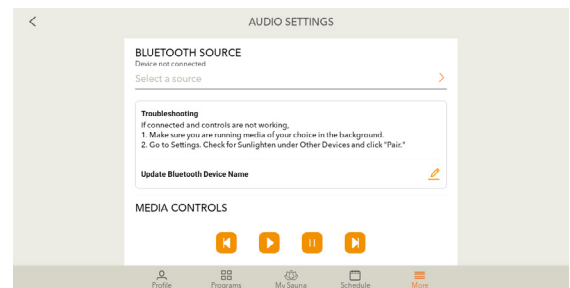 AUDIO SETTINGS
BLUETOOTH SOURCE
Device not connected
Select a source
Troubleshooting
If connected and controls are not working,
1. Make sure you are running media of your choice in the background.
2. Go to Settings. Check for Sunlighten under Other Devices and click "Pair."
Update Bluetooth Device Name
MEDIA CONTROLS
Profile Programs My Sauna Schedule More